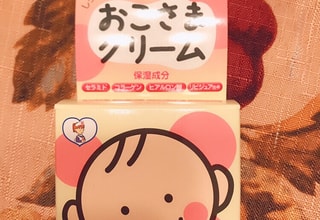 おこさま
クリーム
保湿成分
セラミド コラーゲン ヒアルロン酸